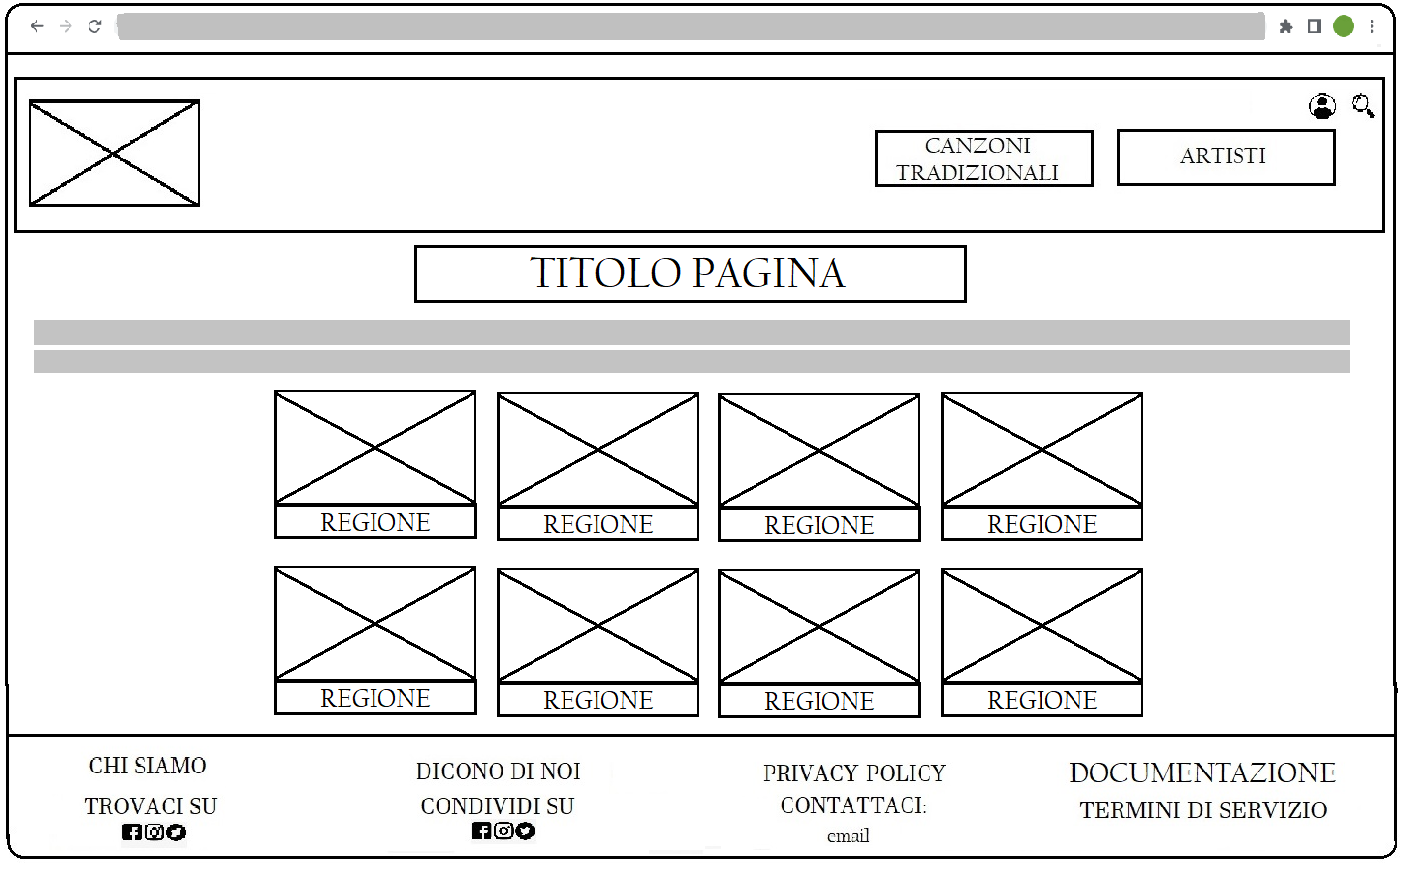 CANZONI
TRADIZIONALI
ARTISTI
TITOLO PAGINA
REGIONE
REGIONE
REGIONE
REGIONE
REGIONE
REGIONE
REGIONE
REGIONE
CHI SIAMO
TROVACI SU
DICONO DI NOI
CONDIVIDI SU
PRIVACY POLICY
CONTATTACI:
email
DOCUMENTAZIONE
TERMINI DI SERVIZIO